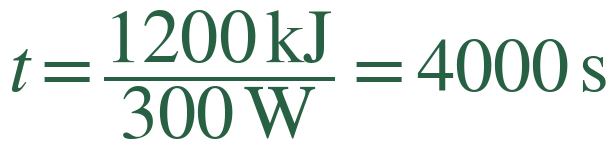 t = 1200 kJ / 300 W = 4000 s